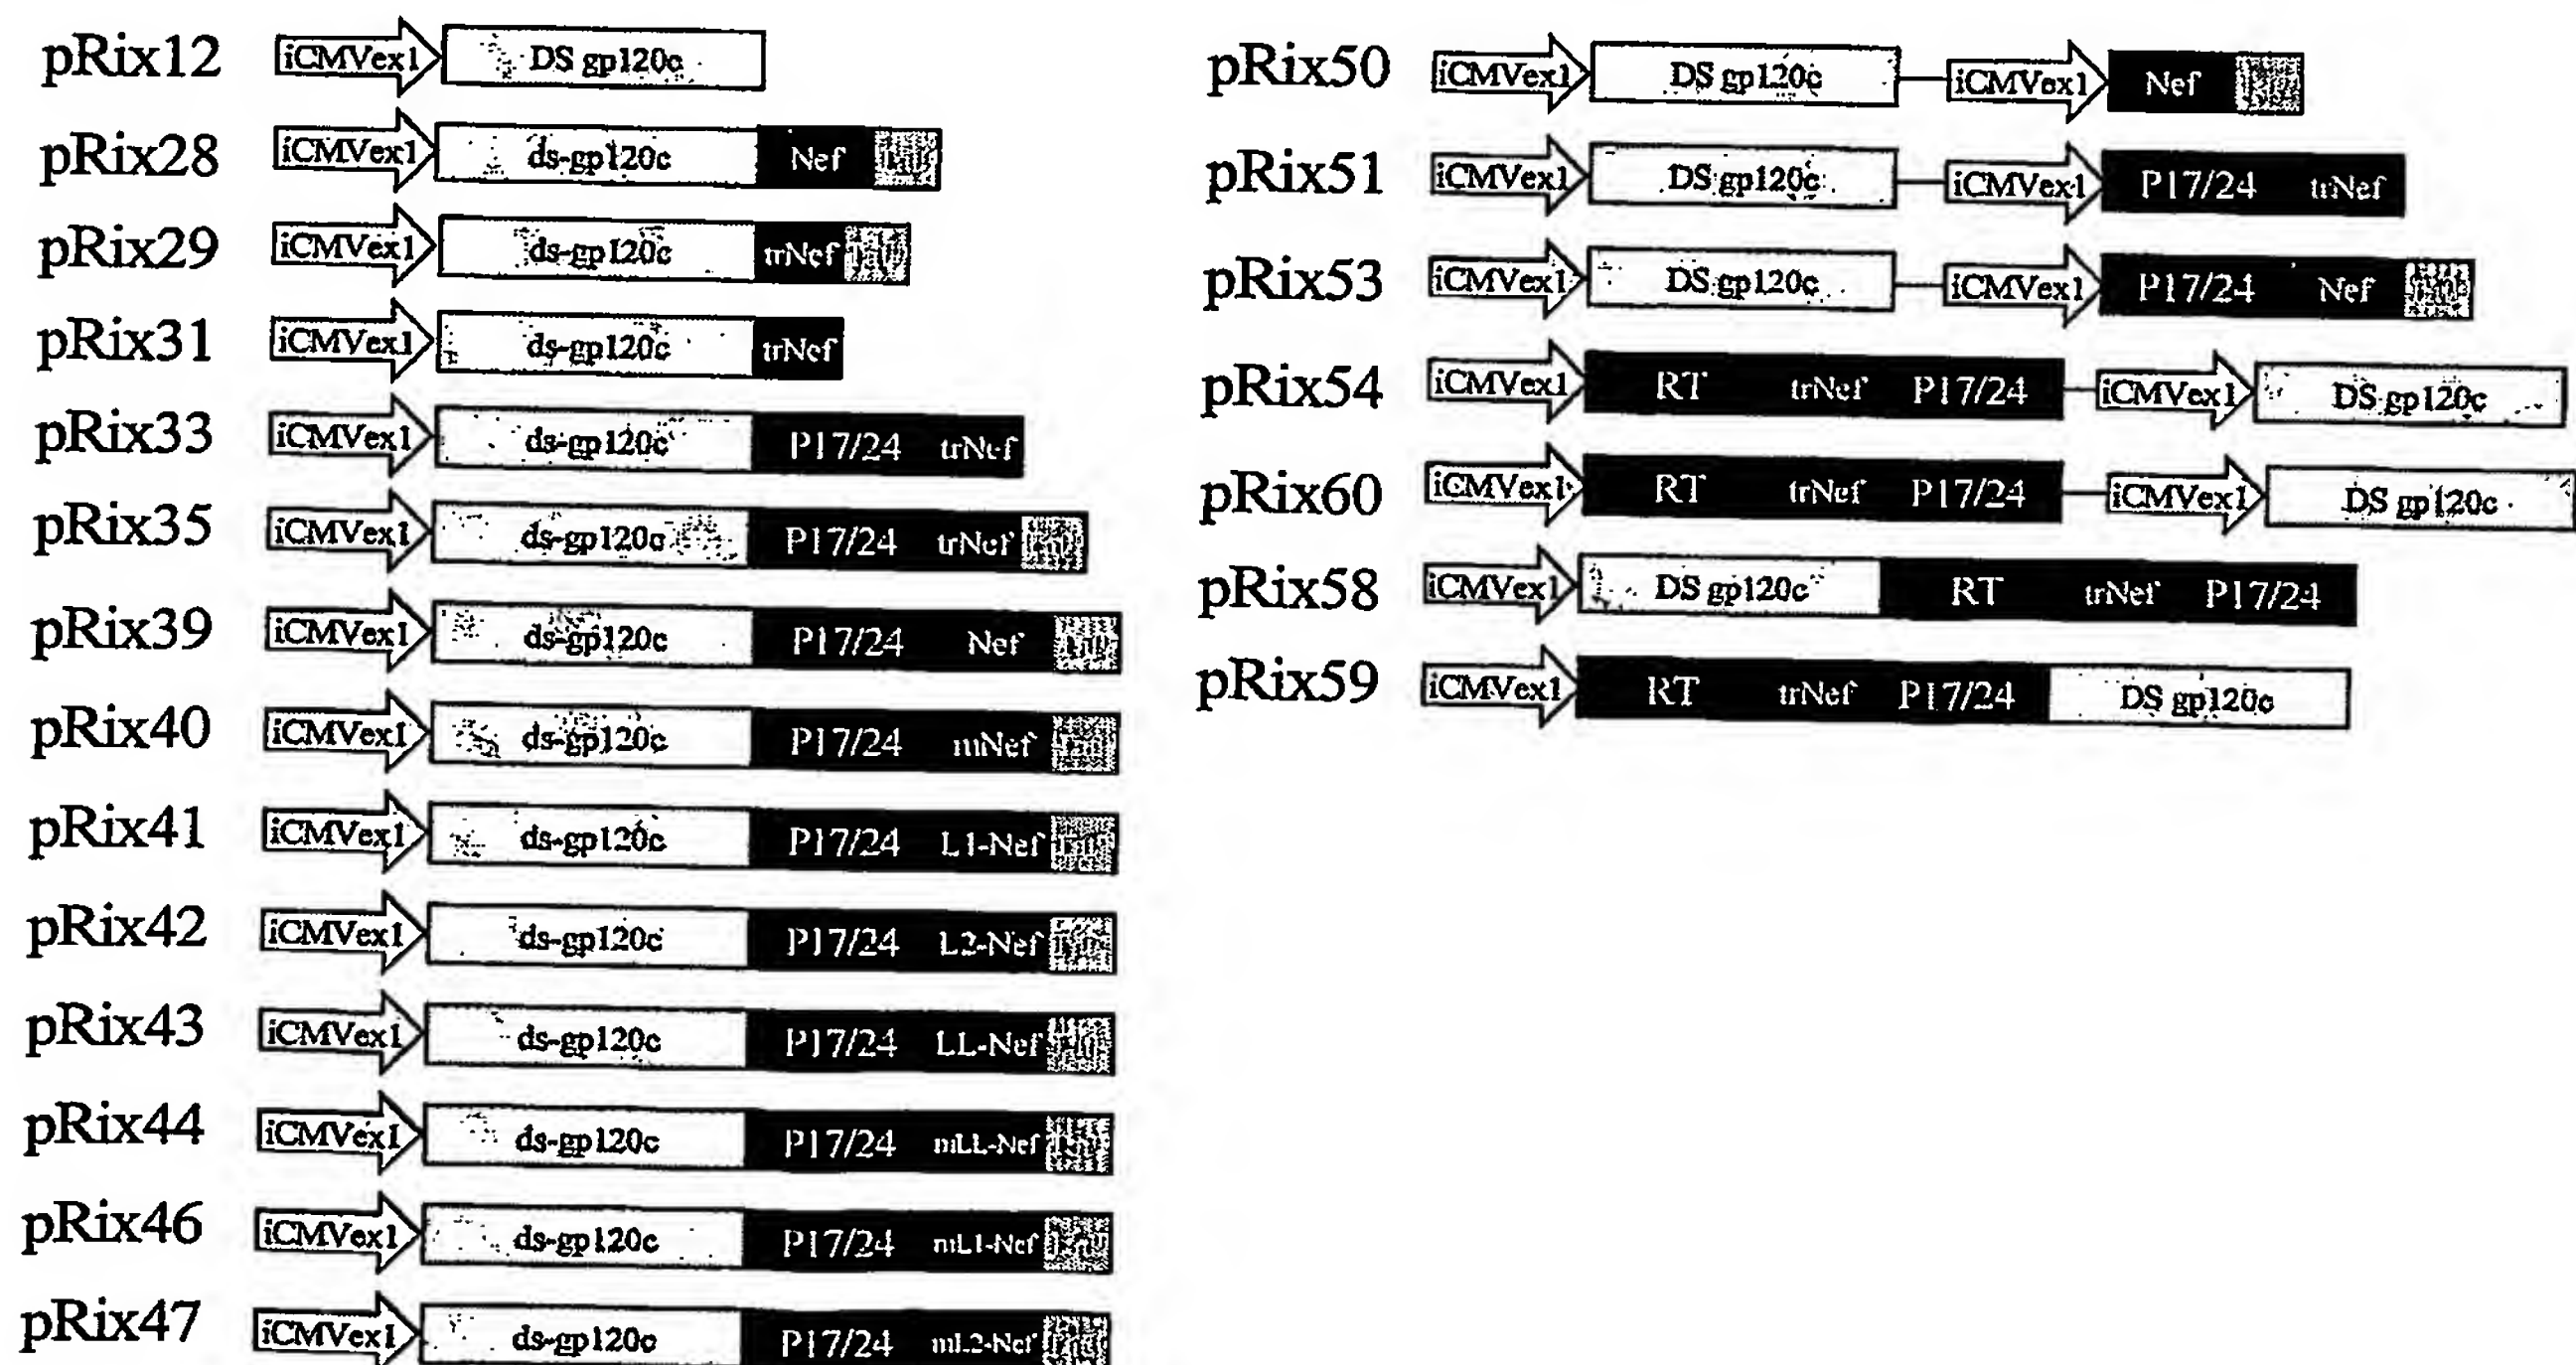 pRix12 iCMVex1 DS gp120c
pRix28 iCMVex1 ds-gp120c Nef
pRix29 iCMVex1 ds-gp120c trNef
pRix31 iCMVex1 ds-gp120c trNef
pRix33 iCMVex1 ds-gp120c P17/24 trNef
pRix35 iCMVex1 ds-gp120c P17/24 trNef
pRix39 iCMVex1 ds-gp120c P17/24 Nef
pRix40 iCMVex1 ds-gp120c P17/24 mNef
pRix41 iCMVex1 ds-gp120c P17/24 L1-Nef
pRix42 iCMVex1 ds-gp120c P17/24 L2-Nef
pRix43 iCMVex1 ds-gp120c P17/24 LL-Nef
pRix44 iCMVex1 ds-gp120c P17/24 mLL-Nef
pRix46 iCMVex1 ds-gp120c P17/24 mL1-Nef
pRix47 iCMVex1 ds-gp120c P17/24 mL2-Nef
pRix50 iCMVex1 DS gp120c iCMVex1 Nef
pRix51 iCMVex1 DS gp120c iCMVex1 P17/24 trNef
pRix53 iCMVex1 DS gp120c iCMVex1 P17/24 Nef
pRix54 iCMVex1 RT trNef P17/24 iCMVex1 DS gp120c
pRix60 iCMVex1 RT trNef P17/24 iCMVex1 DS gp120c
pRix58 iCMVex1 DS gp120c RT trNef P17/24
pRix59 iCMVex1 RT trNef P17/24 DS gp120c